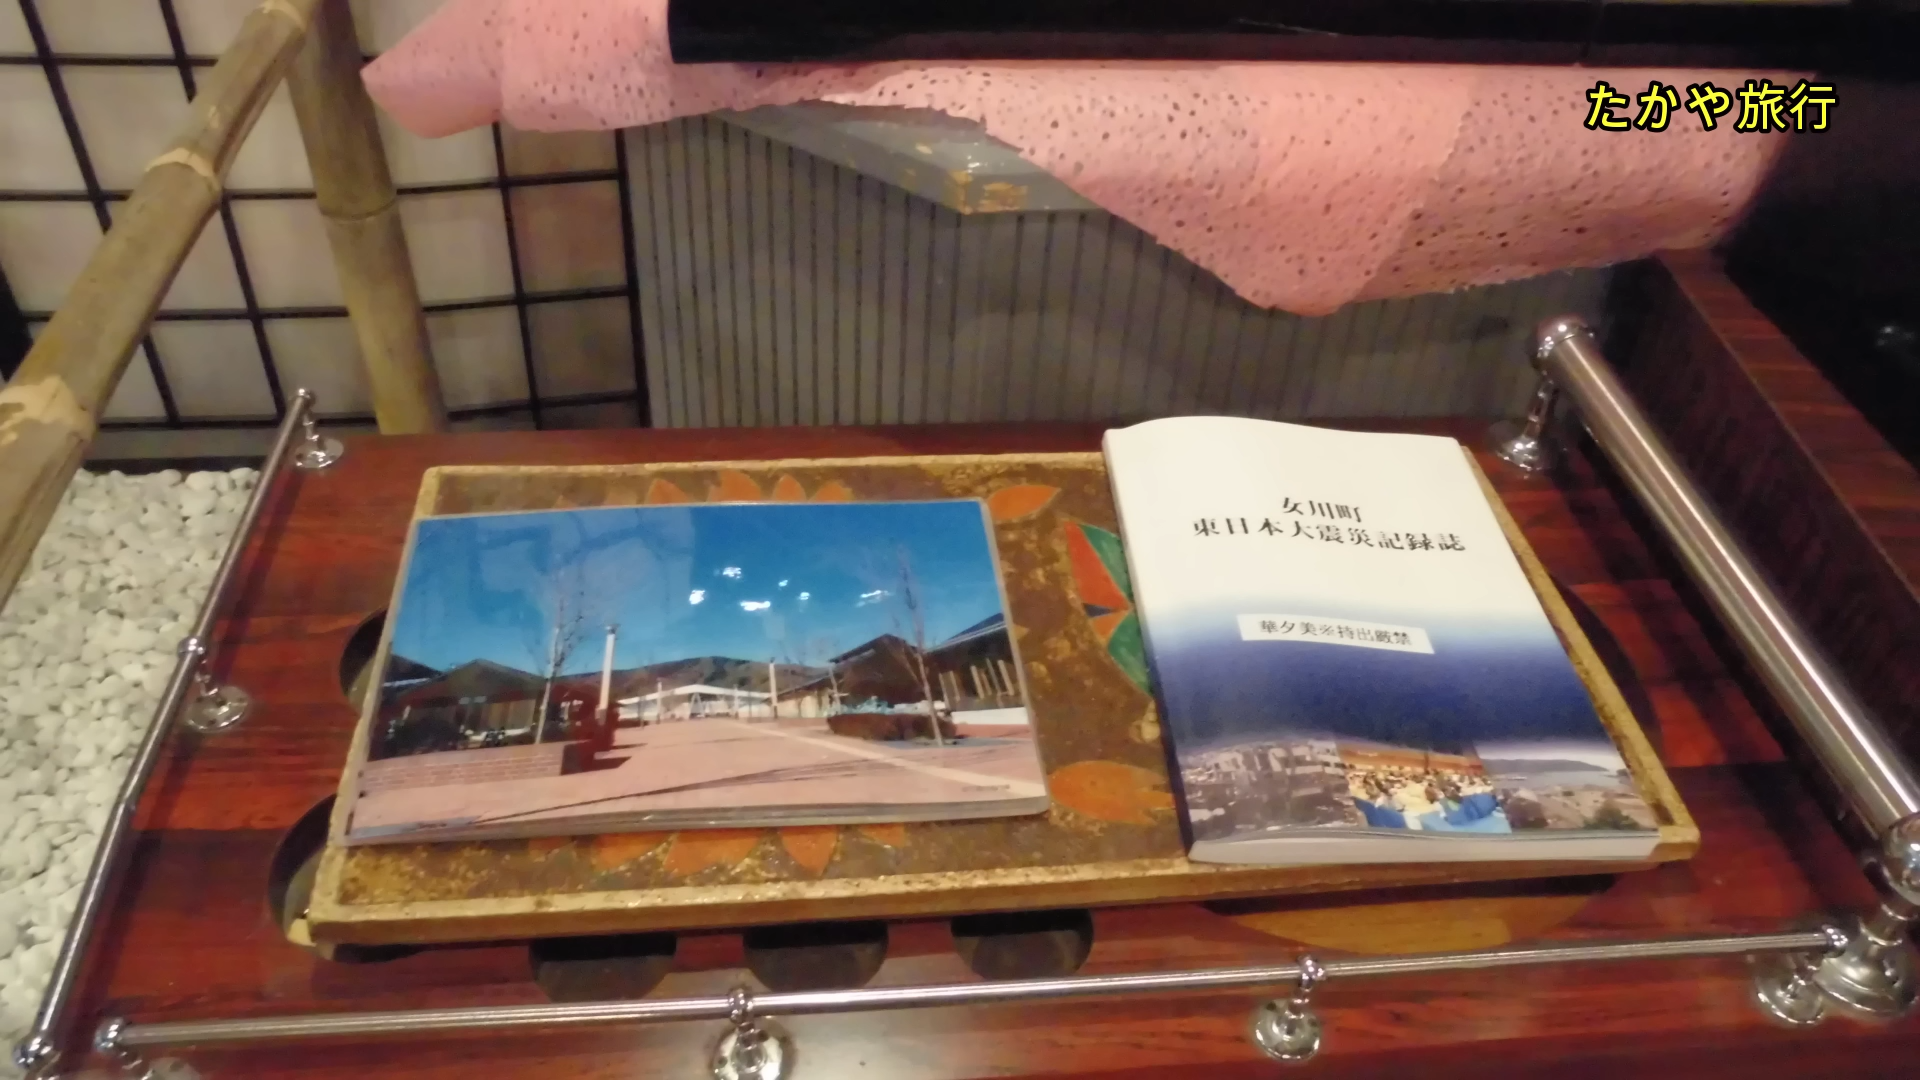 たかや旅行
女川町
東日本大震災記録誌
華夕美※持出厳禁